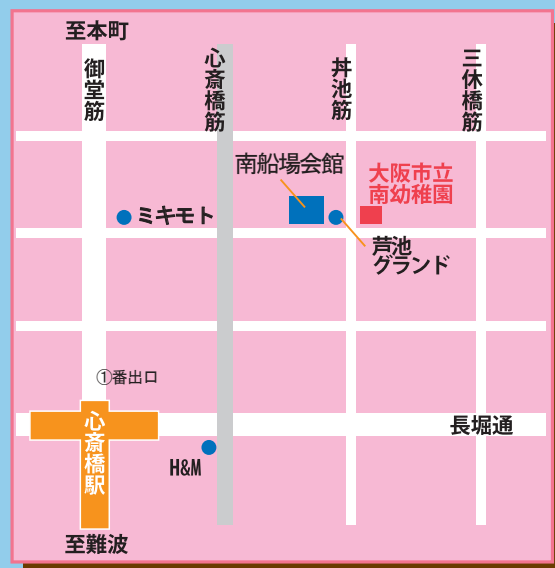 至本町
御堂筋
心斎橋筋
丼池筋
三休橋筋
南船場会館
大阪市立
南幼稚園
ミキモト
芦池
グランド
①番出口
心斎橋駅
長堀通
H&M
至難波